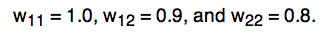 w11 = 1.0, w12 = 0.9, and w22 = 0.8.